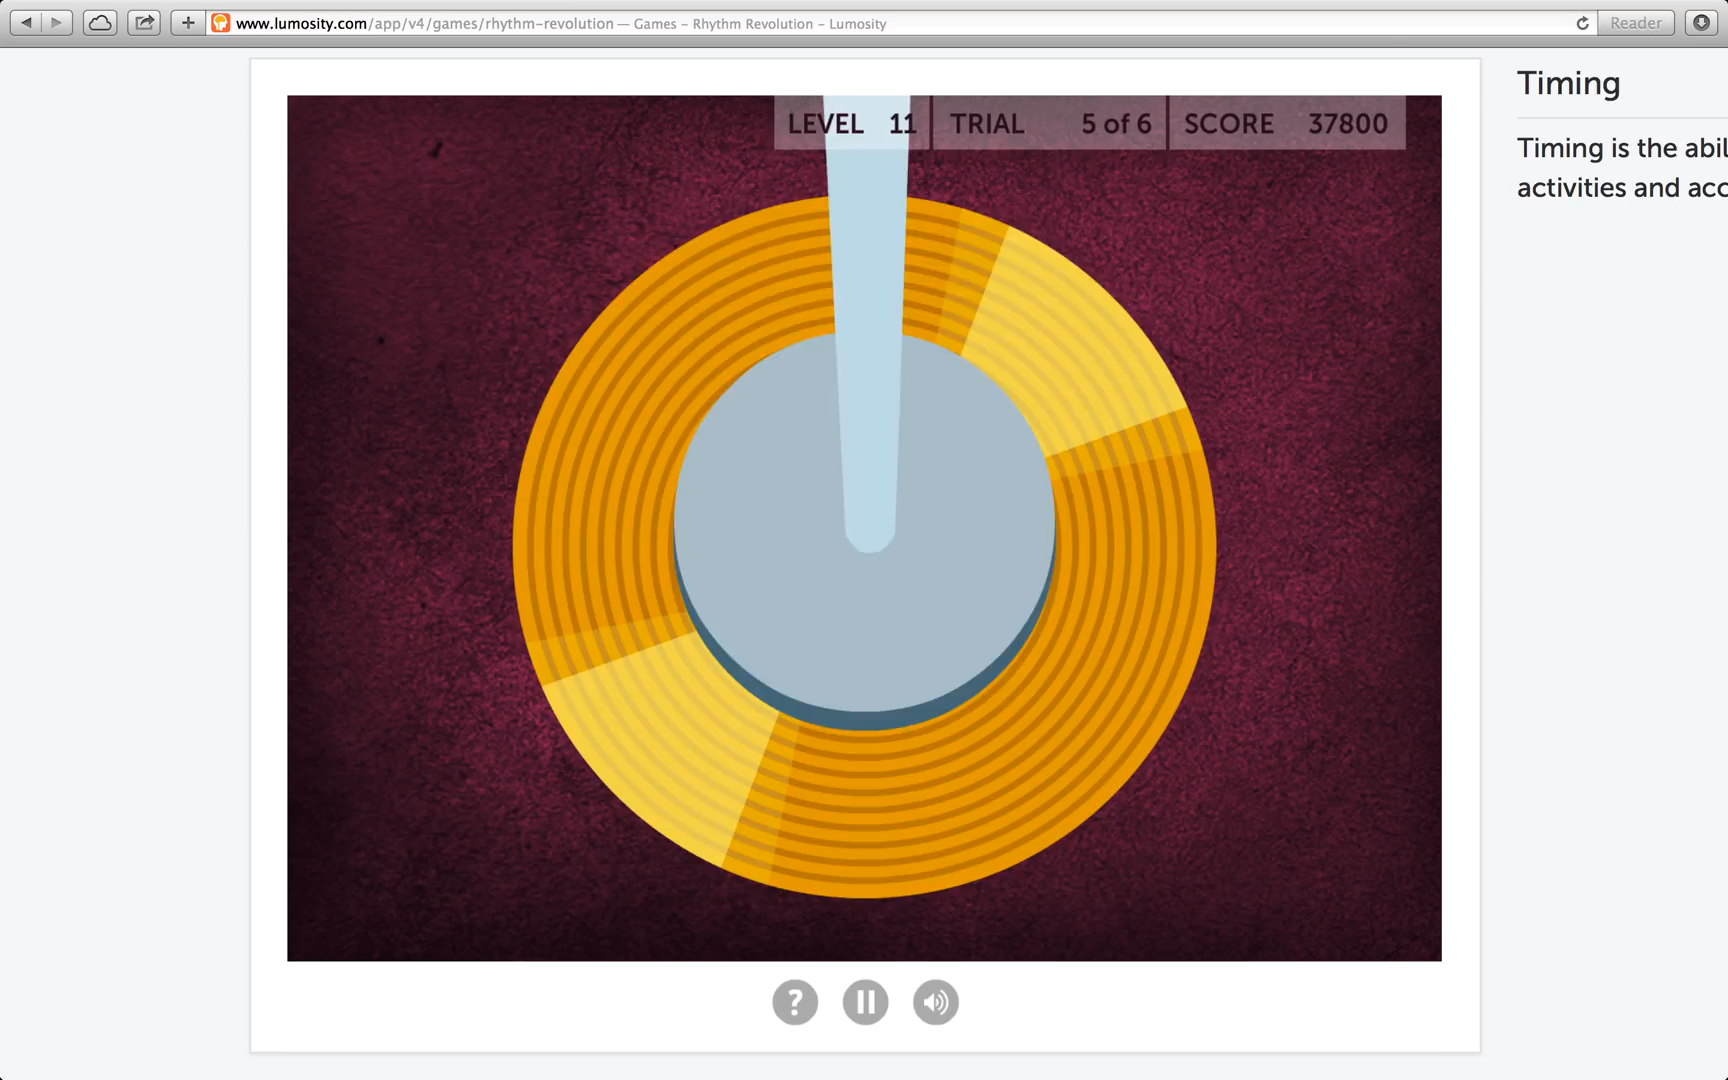 www.lumosity.com/app/v4/games/rhythm-revolution — Games – Rhythm Revolution – Lumosity
Reader
Timing
LEVEL 11 TRIAL 5 of 6 SCORE 37800
Timing is the abil
activities and acc
?